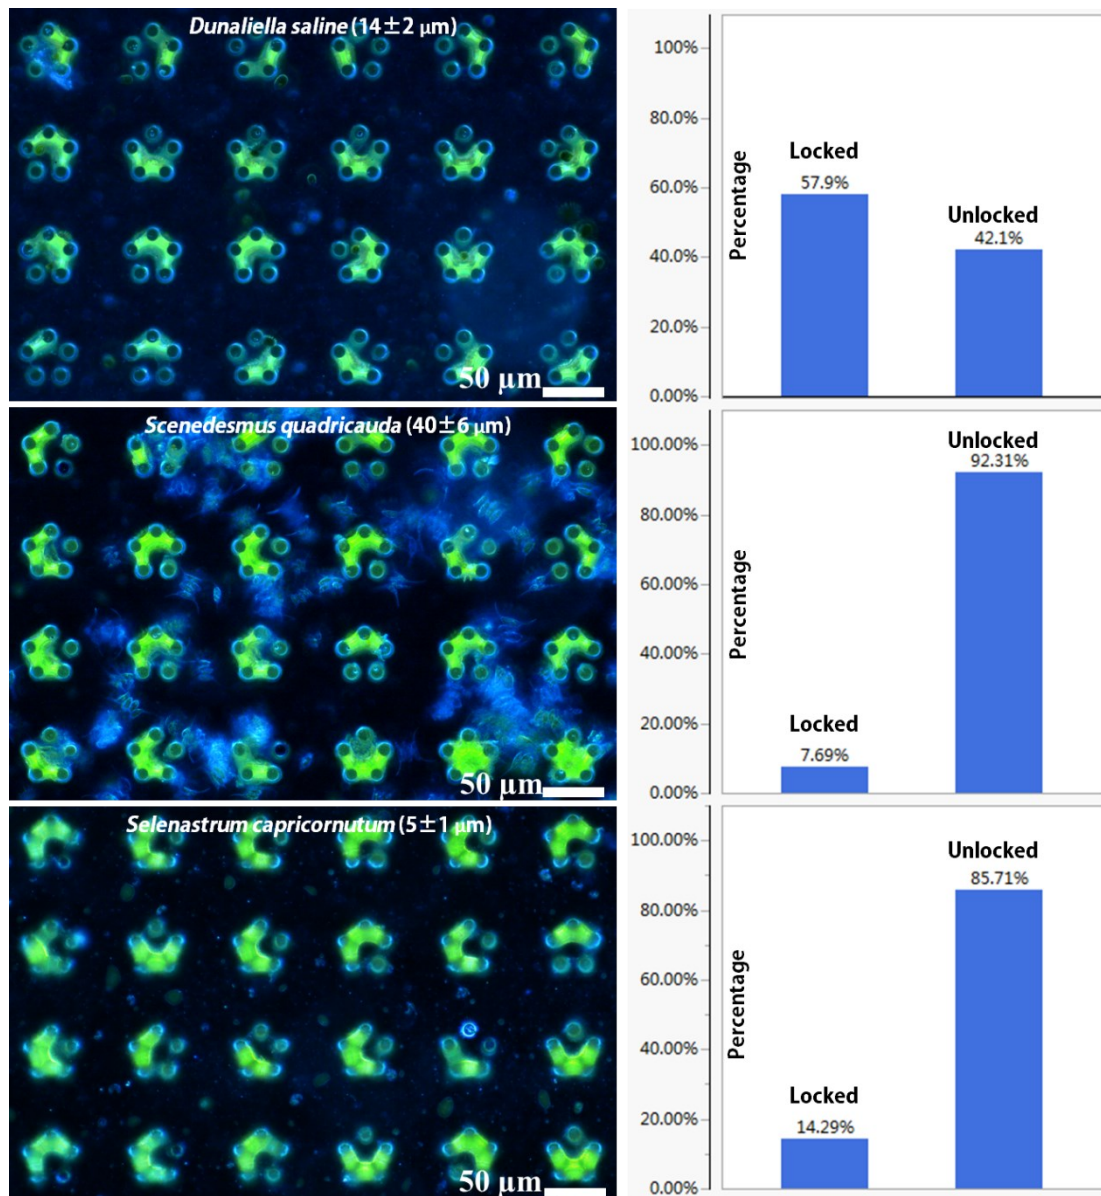 Dunaliella saline (14±2 μm)
50 μm
100%
80.0%
60.0%
40.0%
20.0%
0.00%
Percentage
Locked
57.9%
Unlocked
42.1%
Scenedesmus quadricauda (40±6 μm)
50 μm
100.00%
80.00%
60.00%
40.00%
20.00%
0.00%
Percentage
Locked
7.69%
Unlocked
92.31%
Selenastrum capricornutum (5±1 μm)
50 μm
100.00%
80.00%
60.00%
40.00%
20.00%
0.00%
Percentage
Locked
14.29%
Unlocked
85.71%